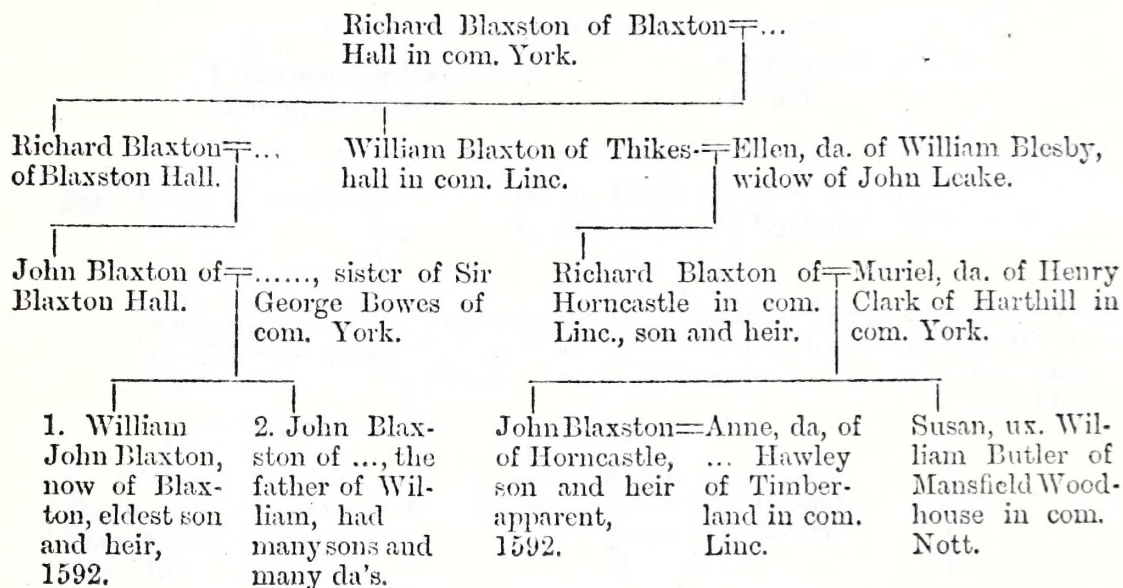 Richard Blaxston of Blaxton=...
Hall in com. York.
Richard Blaxton=...
of Blaxston Hall.
William Blaxton of Thikes-=Ellen, da. of William Blesby,
hall in com. Linc. widow of John Leake.
John Blaxton of=......, sister of Sir
Blaxton Hall. George Bowes of
com. York.
Richard Blaxton of=Muriel, da. of Henry
Horncastle in com. Clark of Harthill in
Linc., son and heir. com. York.
1. William
John Blaxton,
now of Blax-
ton, eldest son
and heir,
1592.
2. John Blax-
ston of ..., the
father of Wil-
liam, had
many sons and
many da's.
John Blaxston=Anne, da, of
of Horncastle, ... Hawley
son and heir of Timber-
apparent, land in com.
1592. Linc.
Susan, ux. Wil-
liam Butler of
Mansfield Wood-
house in com.
Nott.